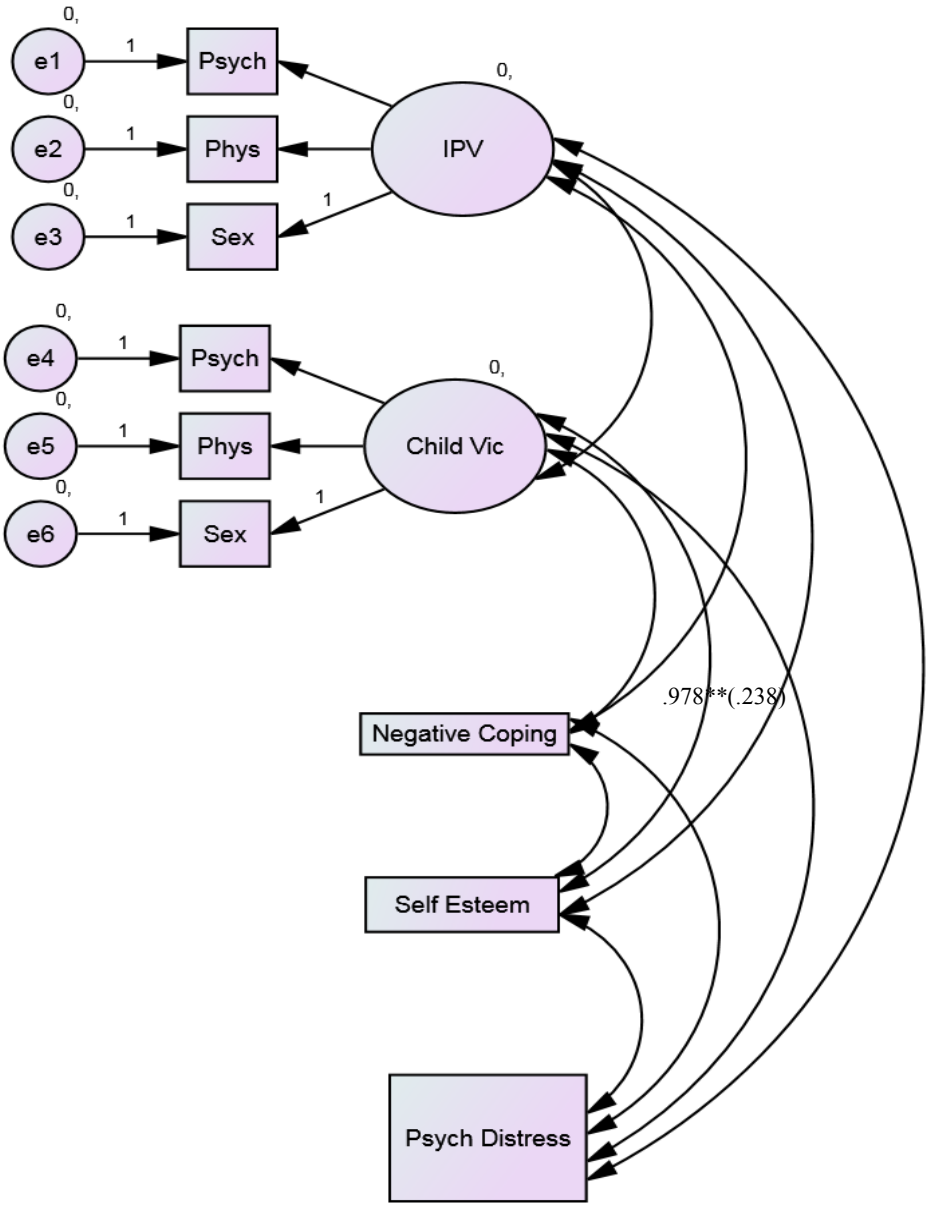 0,
e1
1
Psych
0,
e2
1
Phys
0,
e3
1
Sex
0,
IPV
1
0,
e4
1
Psych
0,
e5
1
Phys
0,
e6
1
Sex
0,
Child Vic
1
.978**(.238)
Negative Coping
Self Esteem
Psych Distress